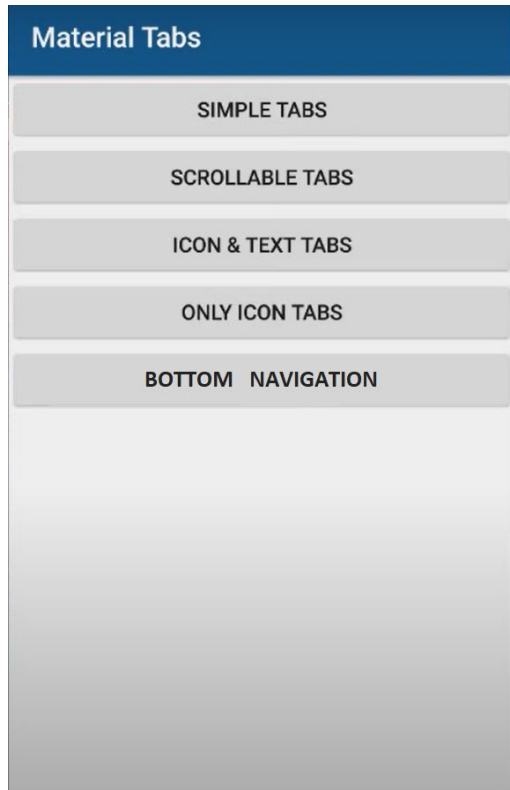 Material Tabs
SIMPLE TABS
SCROLLABLE TABS
ICON & TEXT TABS
ONLY ICON TABS
BOTTOM NAVIGATION